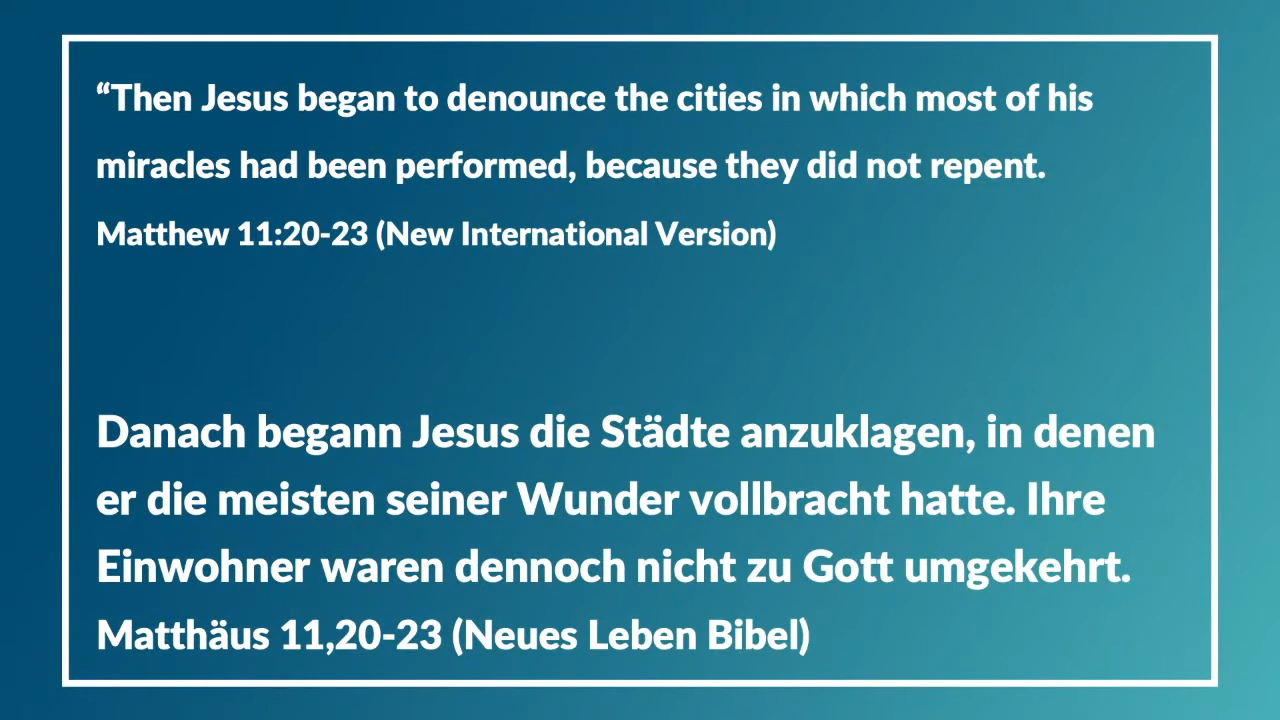 “Then Jesus began to denounce the cities in which most of his
miracles had been performed, because they did not repent.
Matthew 11:20-23 (New International Version)
Danach begann Jesus die Städte anzuklagen, in denen
er die meisten seiner Wunder vollbracht hatte. Ihre
Einwohner waren dennoch nicht zu Gott umgekehrt.
Matthäus 11,20-23 (Neues Leben Bibel)